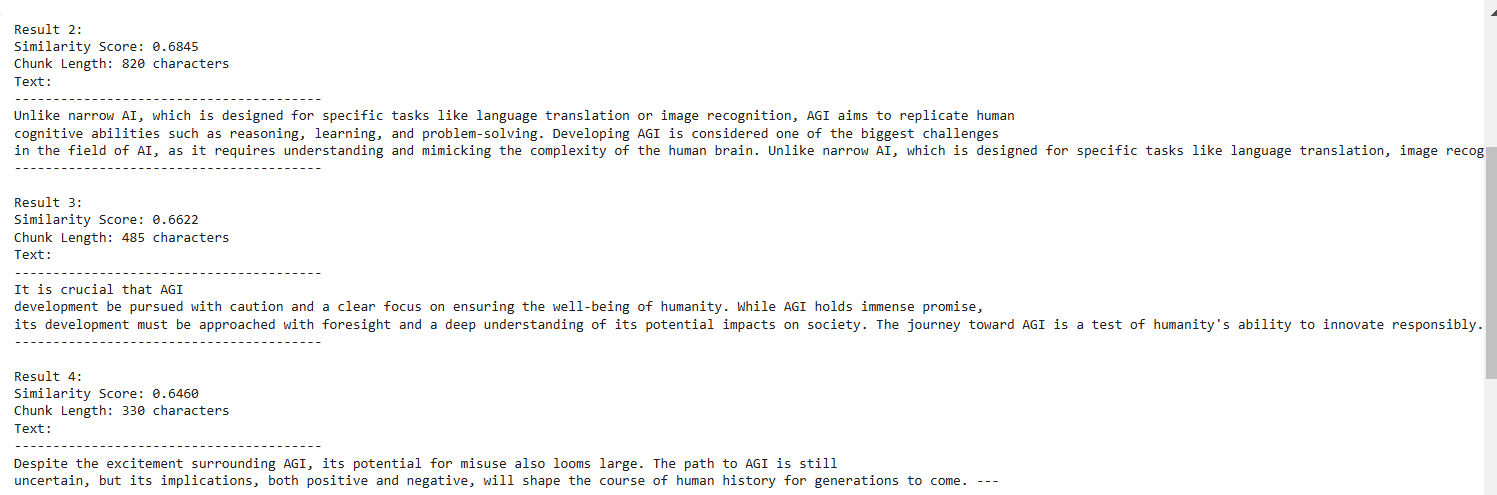 Result 2:
Similarity Score: 0.6845
Chunk Length: 820 characters
Text:
----------------------------------------
Unlike narrow AI, which is designed for specific tasks like language translation or image recognition, AGI aims to replicate human
cognitive abilities such as reasoning, learning, and problem-solving. Developing AGI is considered one of the biggest challenges
in the field of AI, as it requires understanding and mimicking the complexity of the human brain. Unlike narrow AI, which is designed for specific tasks like language translation, image recog
----------------------------------------
Result 3:
Similarity Score: 0.6622
Chunk Length: 485 characters
Text:
----------------------------------------
It is crucial that AGI
development be pursued with caution and a clear focus on ensuring the well-being of humanity. While AGI holds immense promise,
its development must be approached with foresight and a deep understanding of its potential impacts on society. The journey toward AGI is a test of humanity's ability to innovate responsibly.
----------------------------------------
Result 4:
Similarity Score: 0.6460
Chunk Length: 330 characters
Text:
----------------------------------------
Despite the excitement surrounding AGI, its potential for misuse also looms large. The path to AGI is still
uncertain, but its implications, both positive and negative, will shape the course of human history for generations to come. ---